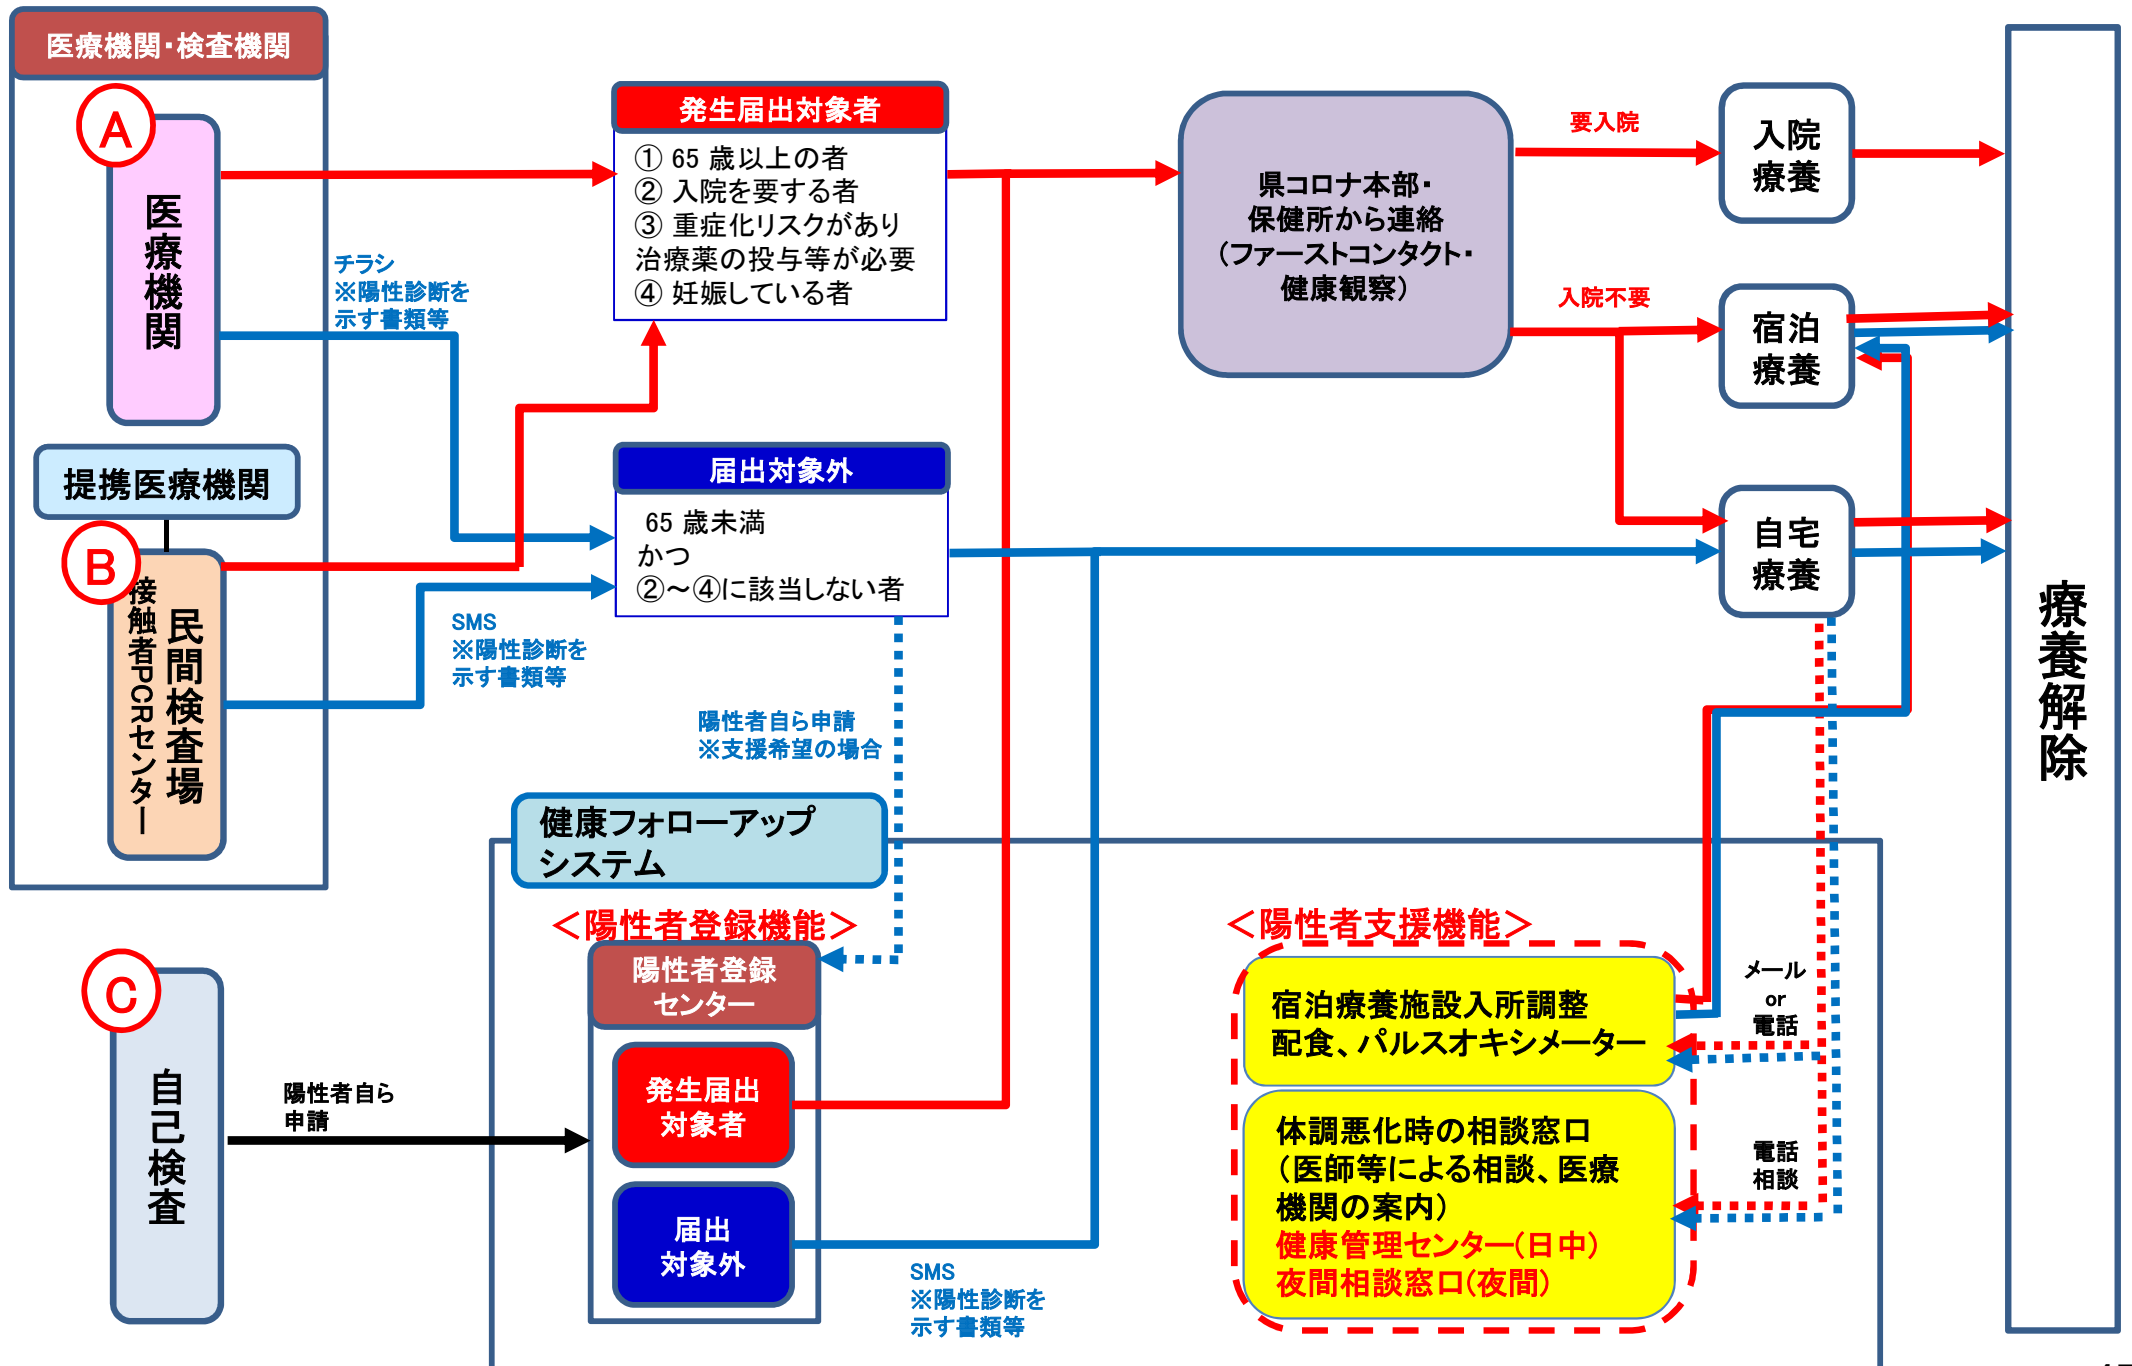 医療機関・検査機関
A
医療機関
チラシ
※陽性診断を
示す書類等
提携医療機関
B
民間検査場
接触者PCRセンター
SMS
※陽性診断を
示す書類等
発生届出対象者
① 65 歳以上の者
② 入院を要する者
③ 重症化リスクがあり
治療薬の投与等が必要
④ 妊娠している者
届出対象外
65 歳未満
かつ
②～④に該当しない者
陽性者自ら申請
※支援希望の場合
県コロナ本部・
保健所から連絡
（ファーストコンタクト・
健康観察）
要入院
入院不要
入院
療養
宿泊
療養
自宅
療養
療養解除
C
自己検査
陽性者自ら
申請
健康フォローアップ
システム
＜陽性者登録機能＞
陽性者登録
センター
発生届出
対象者
届出
対象外
SMS
※陽性診断を
示す書類等
＜陽性者支援機能＞
宿泊療養施設入所調整
配食、パルスオキシメーター
体調悪化時の相談窓口
（医師等による相談、医療
機関の案内）
健康管理センター(日中)
夜間相談窓口(夜間)
メール
or
電話
電話
相談